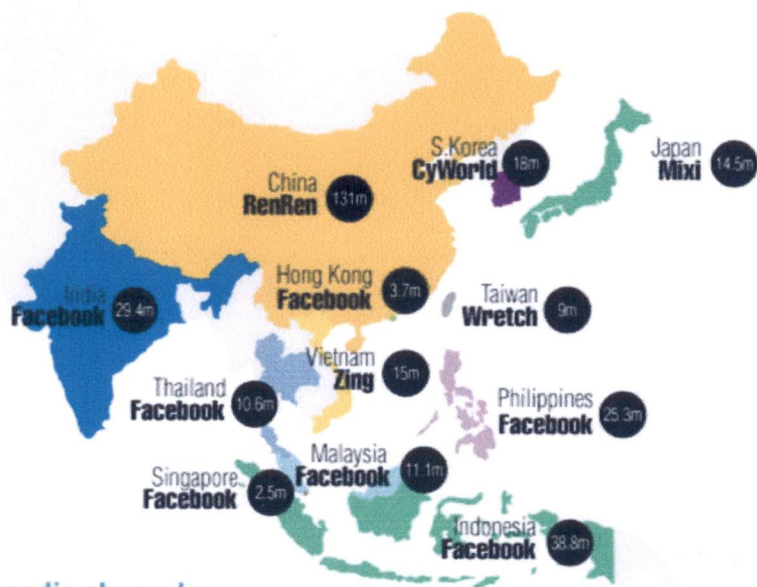 S.Korea
CyWorld
18m
Japan
Mixi
14.5m
China
RenRen
131m
Hong Kong
Facebook
3.7m
Taiwan
Wretch
9m
India
Facebook
29.4m
Vietnam
Zing
15m
Thailand
Facebook
10.6m
Philippines
Facebook
25.3m
Malaysia
Facebook
11.1m
Singapore
Facebook
2.5m
Indonesia
Facebook
38.8m